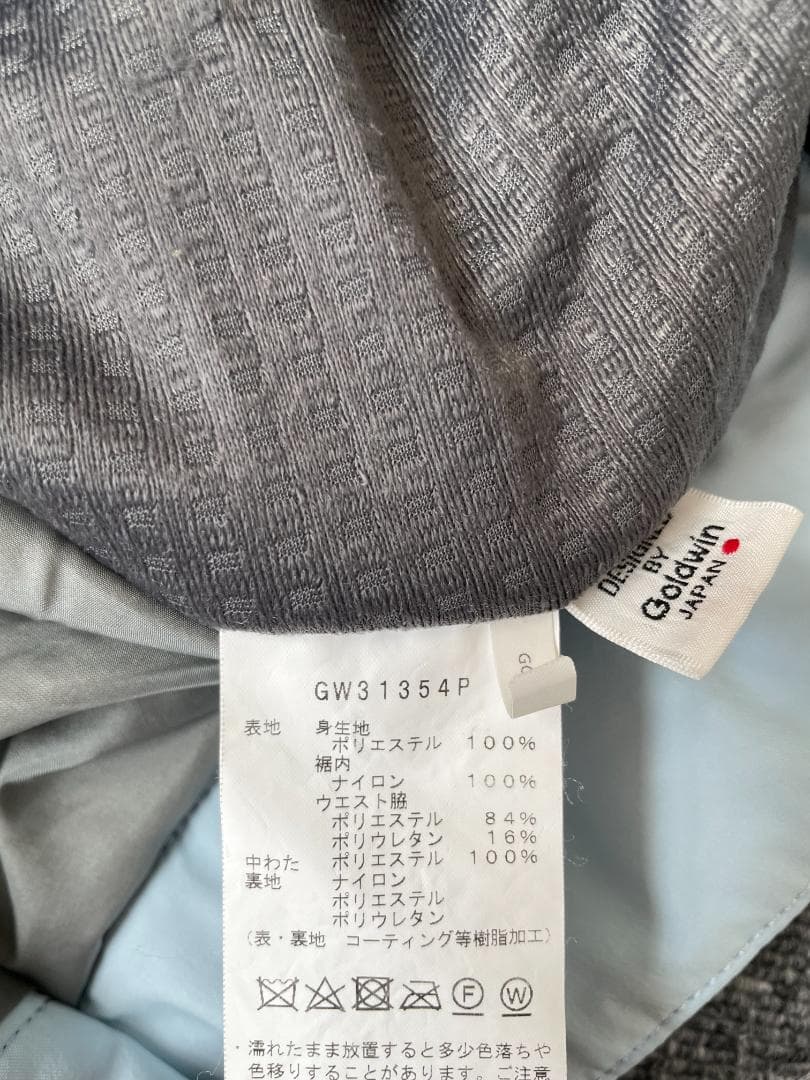 DESIGNED
BY
Goldwin
JAPAN
GW31354P
表地 身生地
ポリエステル 100%
裾内
ナイロン 100%
ウエスト脇
ポリエステル 84%
ポリウレタン 16%
中わた ポリエステル 100%
裏地 ナイロン
ポリエステル
ポリウレタン
(表・裏地 コーティング等樹脂加工)
F W
・濡れたまま放置すると多少色落ちや
色移りすることがあります。ご注意